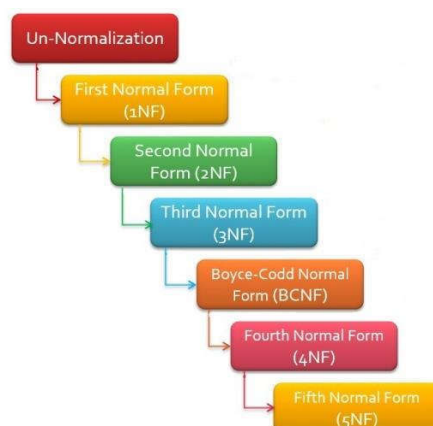 Un-Normalization
First Normal Form
(1NF)
Second Normal
Form (2NF)
Third Normal Form
(3NF)
Boyce-Codd Normal
Form (BCNF)
Fourth Normal Form
(4NF)
Fifth Normal Form
(5NF)